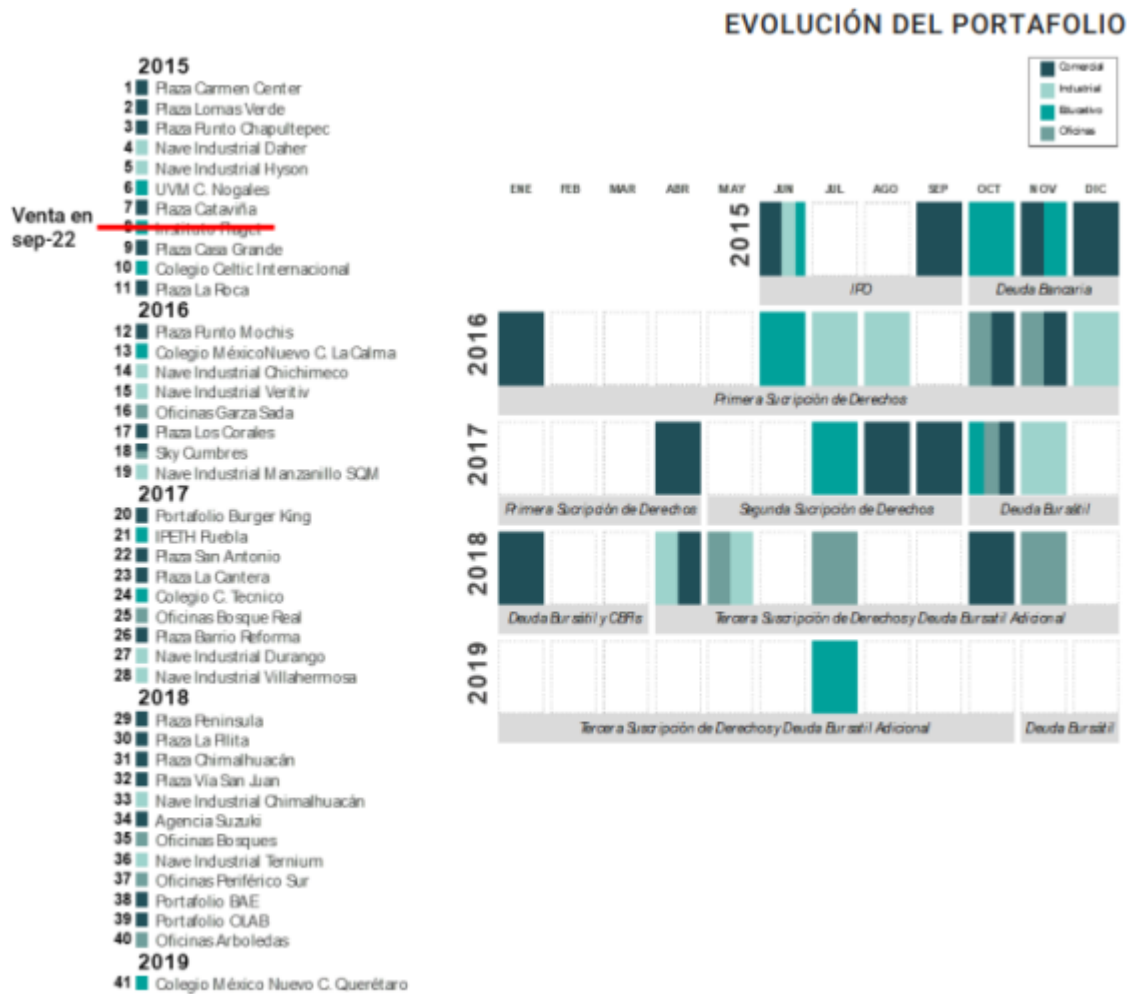 EVOLUCIÓN DEL PORTAFOLIO
Comercial
Industrial
Educativo
Oficinas
2015
1 Plaza Carmen Center
2 Plaza Lomas Verde
3 Plaza Punto Chapultepec
4 Nave Industrial Daher
5 Nave Industrial Hyson
6 UVM C. Nogales
7 Plaza Cataviña
Venta en
sep-22
8 Instituto Piaget
9 Plaza Casa Grande
10 Colegio Celtic Internacional
11 Plaza La Roca
2016
12 Plaza Punto Mochis
13 Colegio MéxicoNuevo C. La Calma
14 Nave Industrial Chichimeco
15 Nave Industrial Veritiv
16 Oficinas Garza Sada
17 Plaza Los Corales
18 Sky Cumbres
19 Nave Industrial Manzanillo SQM
2017
20 Portafolio Burger King
21 IPETH Puebla
22 Plaza San Antonio
23 Plaza La Cantera
24 Colegio C. Tecnico
25 Oficinas Bosque Real
26 Plaza Barrio Reforma
27 Nave Industrial Durango
28 Nave Industrial Villahermosa
2018
29 Plaza Peninsula
30 Plaza La Pilita
31 Plaza Chimalhuacán
32 Plaza Vía San Juan
33 Nave Industrial Chimalhuacán
34 Agencia Suzuki
35 Oficinas Bosques
36 Nave Industrial Ternium
37 Oficinas Periférico Sur
38 Portafolio BAE
39 Portafolio OLAB
40 Oficinas Arboledas
2019
41 Colegio México Nuevo C. Querétaro
ENE FEB MAR ABR MAY JUN JUL AGO SEP OCT NOV DIC
2015
IPO Deuda Bancaria
2016
Primera Sucripción de Derechos
2017
Primera Sucripción de Derechos Segunda Sucripción de Derechos Deuda Bursátil
2018
Deuda Bursátil y CBFIs Tercera Suscripción de Derechos y Deuda Bursatil Adicional
2019
Tercera Suscripción de Derechos y Deuda Bursatil Adicional Deuda Bursátil